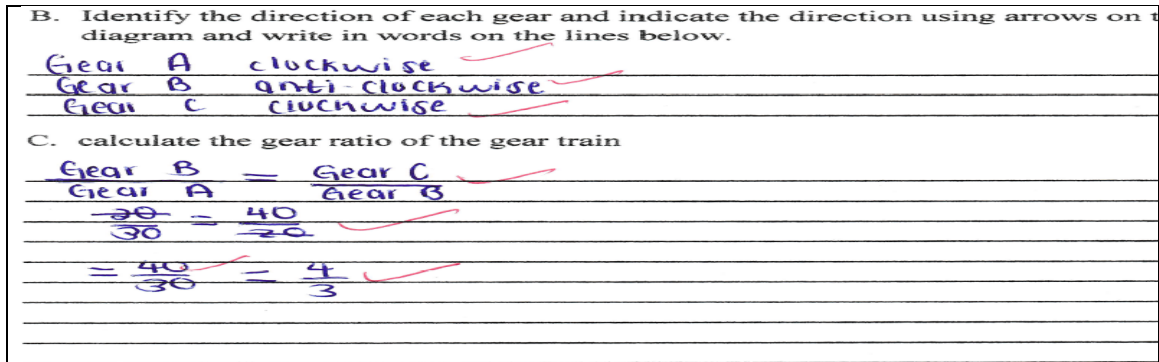 B. Identify the direction of each gear and indicate the direction using arrows on t
diagram and write in words on the lines below.
Gear A clockwise
Gear B anti-clockwise
Gear C clockwise
C. calculate the gear ratio of the gear train
Gear B = Gear C
Gear A Gear B
20 = 40
30 20
= 40 = 4
30 3